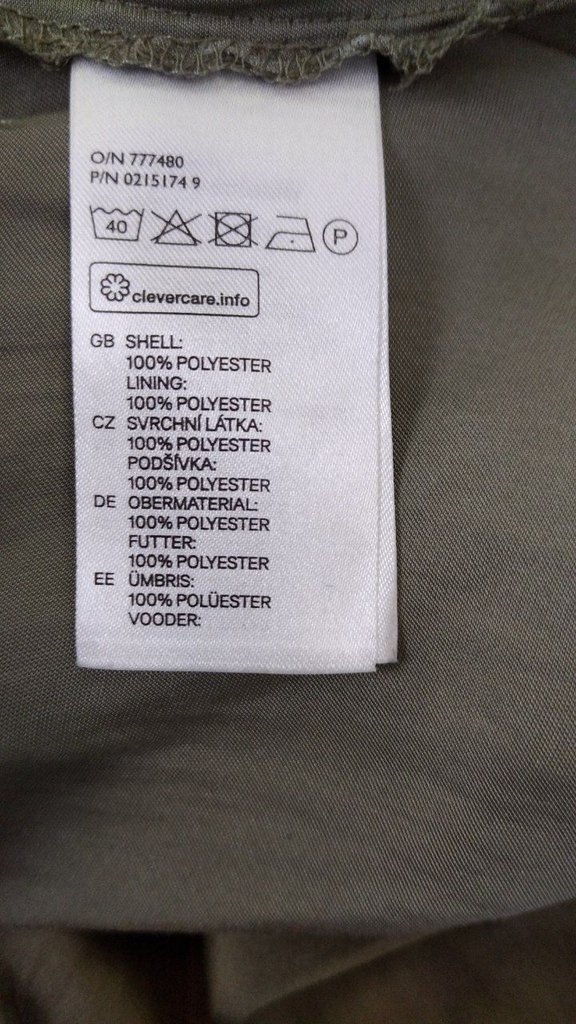 O/N 777480
P/N 0215174 9
40 P
clevercare.info
GB SHELL:
100% POLYESTER
LINING:
100% POLYESTER
CZ SVRCHNÍ LÁTKA:
100% POLYESTER
PODŠÍVKA:
100% POLYESTER
DE OBERMATERIAL:
100% POLYESTER
FUTTER:
100% POLYESTER
EE ÜMBRIS:
100% POLÜESTER
VOODER: